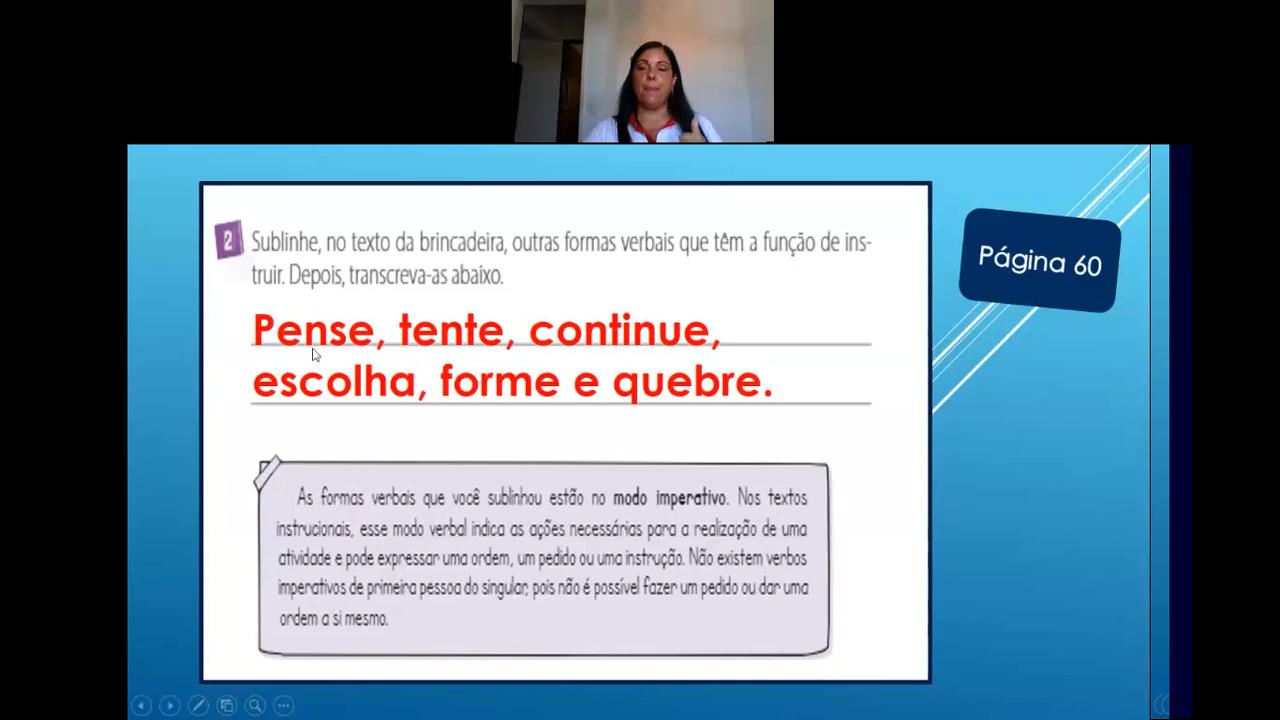 2
Sublinhe, no texto da brincadeira, outras formas verbais que têm a função de ins-
truir. Depois, transcreva-as abaixo.
Pense, tente, continue,
escolha, forme e quebre.
As formas verbais que você sublinhou estão no modo imperativo. Nos textos
instrucionais, esse modo verbal indica as ações necessárias para a realização de uma
atividade e pode expressar uma ordem, um pedido ou uma instrução. Não existem verbos
imperativos de primeira pessoa do singular, pois não é possível fazer um pedido ou dar uma
ordem a si mesmo.
Página 60